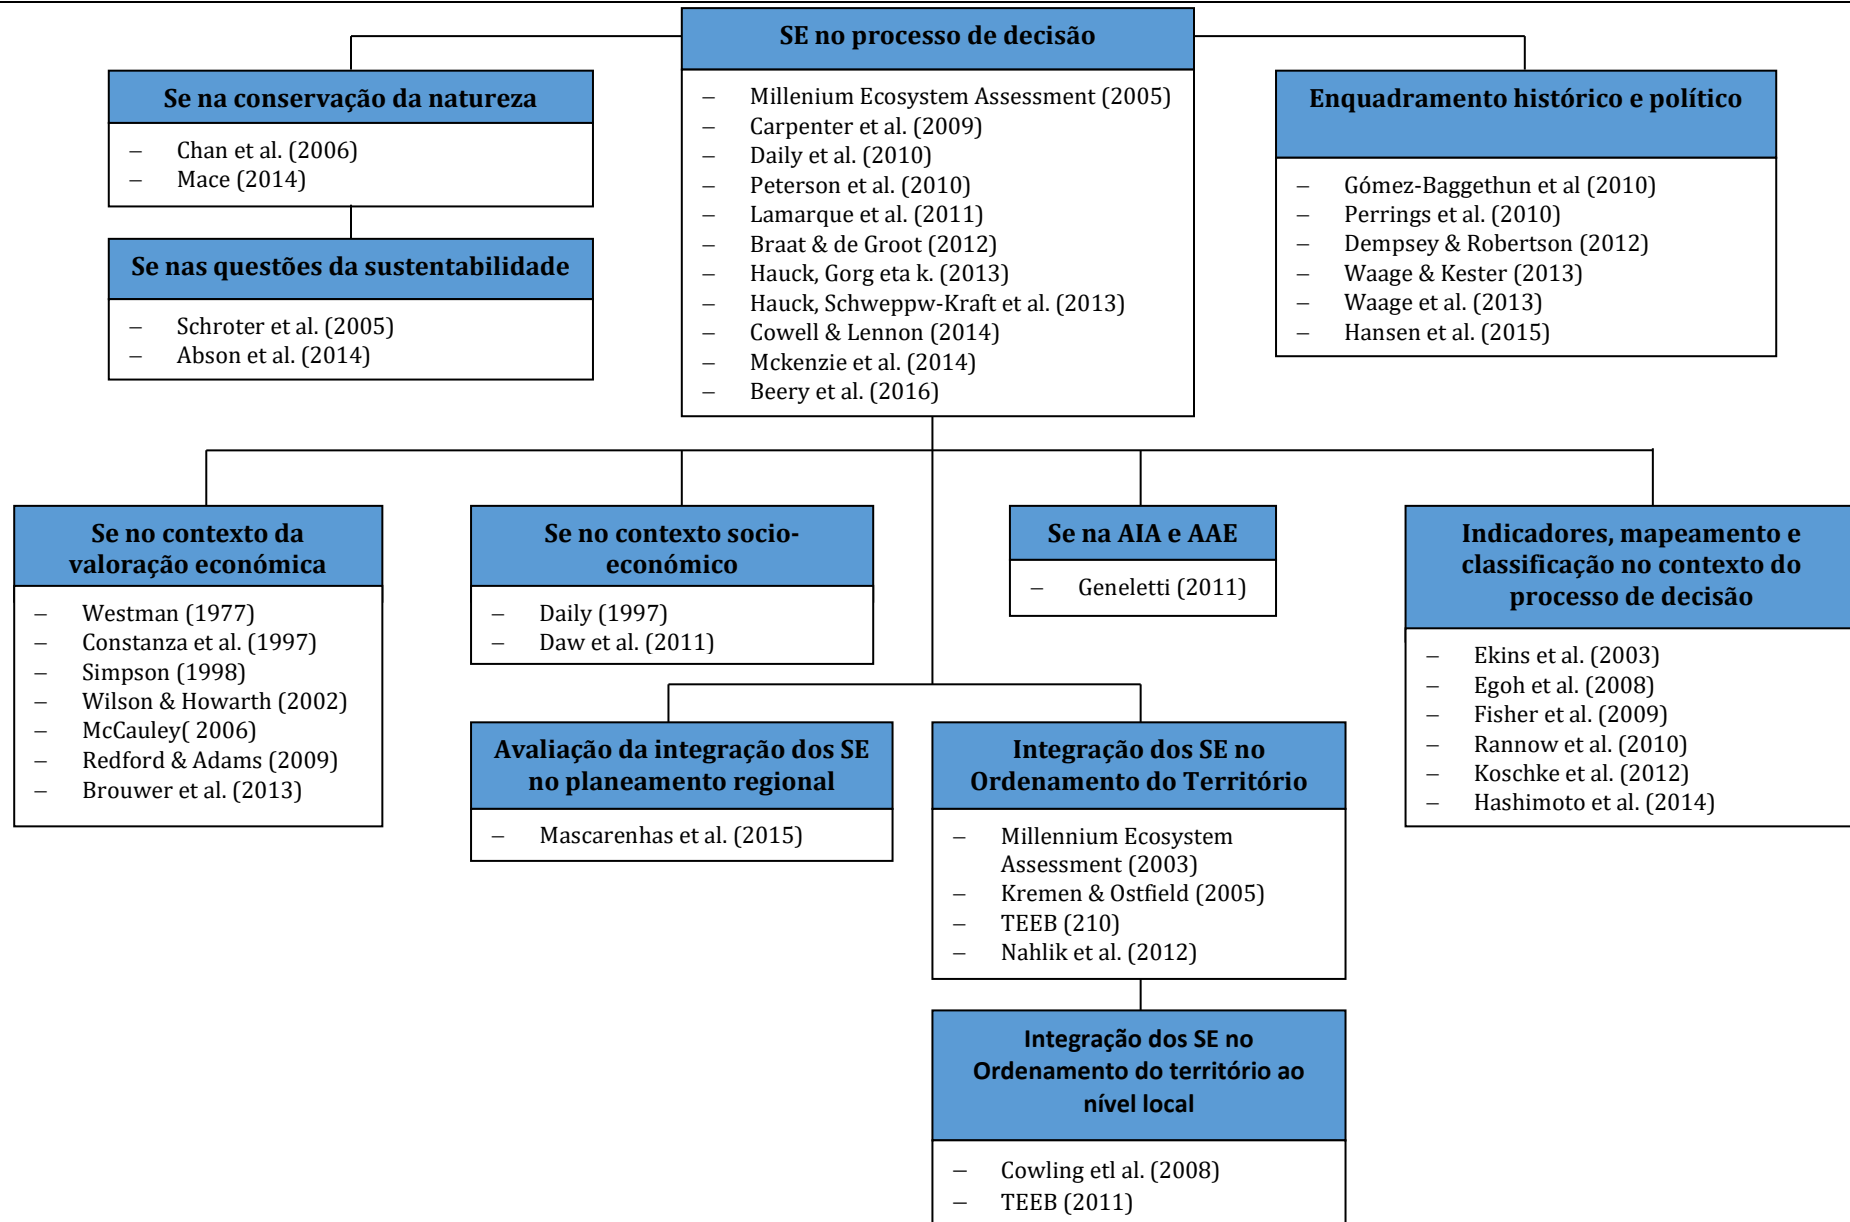 SE no processo de decisão
– Millenium Ecosystem Assessment (2005)
– Carpenter et al. (2009)
– Daily et al. (2010)
– Peterson et al. (2010)
– Lamarque et al. (2011)
– Braat & de Groot (2012)
– Hauck, Gorg eta k. (2013)
– Hauck, Schweppw-Kraft et al. (2013)
– Cowell & Lennon (2014)
– Mckenzie et al. (2014)
– Beery et al. (2016)
Se na conservação da natureza
– Chan et al. (2006)
– Mace (2014)
Se nas questões da sustentabilidade
– Schroter et al. (2005)
– Abson et al. (2014)
Enquadramento histórico e político
– Gómez-Baggethun et al (2010)
– Perrings et al. (2010)
– Dempsey & Robertson (2012)
– Waage & Kester (2013)
– Waage et al. (2013)
– Hansen et al. (2015)
Se no contexto da
valoração económica
– Westman (1977)
– Constanza et al. (1997)
– Simpson (1998)
– Wilson & Howarth (2002)
– McCauley( 2006)
– Redford & Adams (2009)
– Brouwer et al. (2013)
Se no contexto socio-
económico
– Daily (1997)
– Daw et al. (2011)
Se na AIA e AAE
– Geneletti (2011)
Indicadores, mapeamento e
classificação no contexto do
processo de decisão
– Ekins et al. (2003)
– Egoh et al. (2008)
– Fisher et al. (2009)
– Rannow et al. (2010)
– Koschke et al. (2012)
– Hashimoto et al. (2014)
Avaliação da integração dos SE
no planeamento regional
– Mascarenhas et al. (2015)
Integração dos SE no
Ordenamento do Território
– Millennium Ecosystem
Assessment (2003)
– Kremen & Ostfield (2005)
– TEEB (210)
– Nahlik et al. (2012)
Integração dos SE no
Ordenamento do território ao
nível local
– Cowling etl al. (2008)
– TEEB (2011)